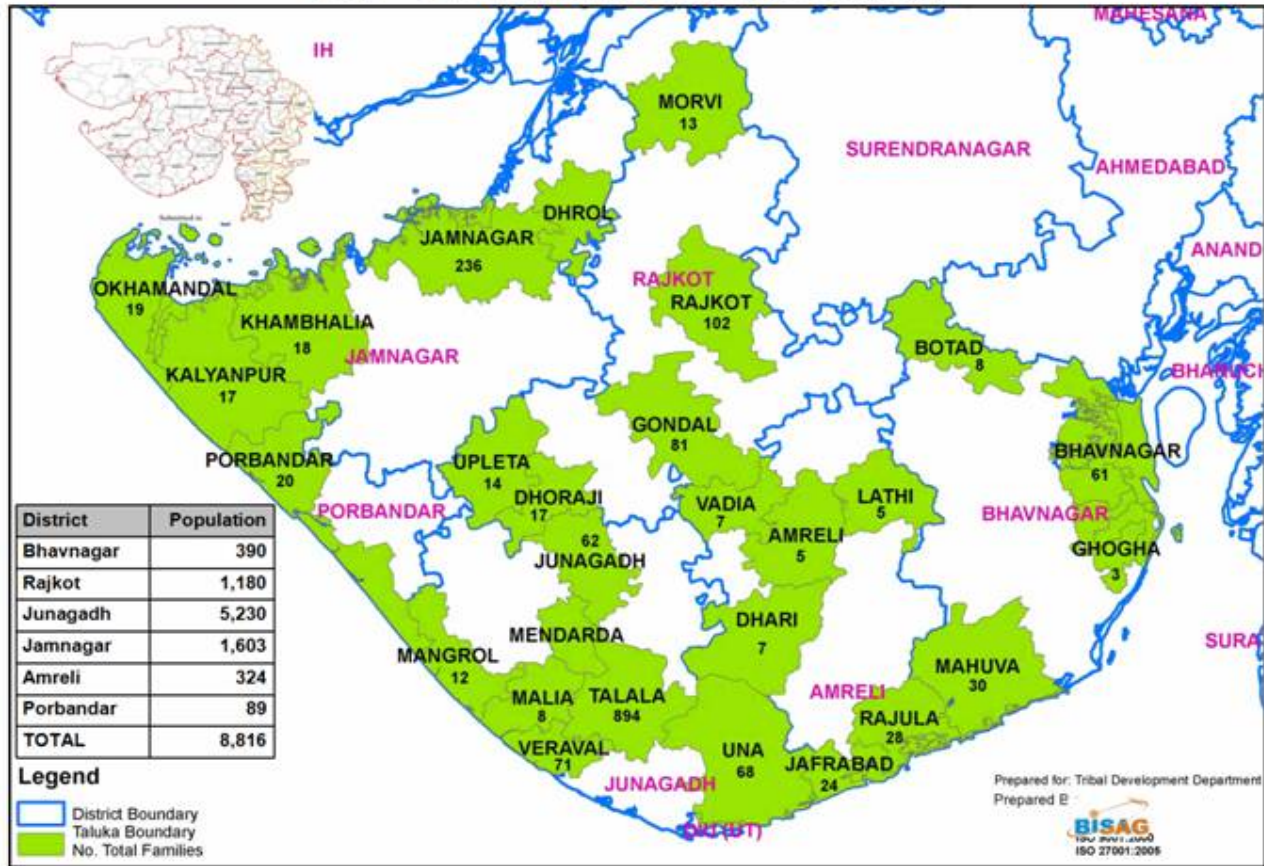 MAHESANA
IH
MORVI
13
SURENDRANAGAR
AHMEDABAD
DHROL
JAMNAGAR
236
ANAND
OKHAMANDAL
19
RAJKOT
RAJKOT
102
KHAMBHALIA
18
JAMNAGAR
BOTAD
8
KALYANPUR
17
GONDAL
81
BHAVNAGAR
61
PORBANDAR
20
UPLETA
14
DHORAJI
17
VADIA
7
LATHI
5
PORBANDAR
BHAVNAGAR
AMRELI
5
62
JUNAGADH
GHOGHA
3
DHARI
7
MENDARDA
MANGROL
12
SURA
MAHUVA
30
AMRELI
MALIA
8
TALALA
894
RAJULA
28
VERAVAL
71
UNA
68
JAFRABAD
24
JUNAGADH
(UT)
District Population
Bhavnagar 390
Rajkot 1,180
Junagadh 5,230
Jamnagar 1,603
Amreli 324
Porbandar 89
TOTAL 8,816
Legend
District Boundary
Taluka Boundary
No. Total Families
Prepared for: Tribal Development Department
Prepared B
BISAG
ISO 9001:2000
ISO 27001:2005